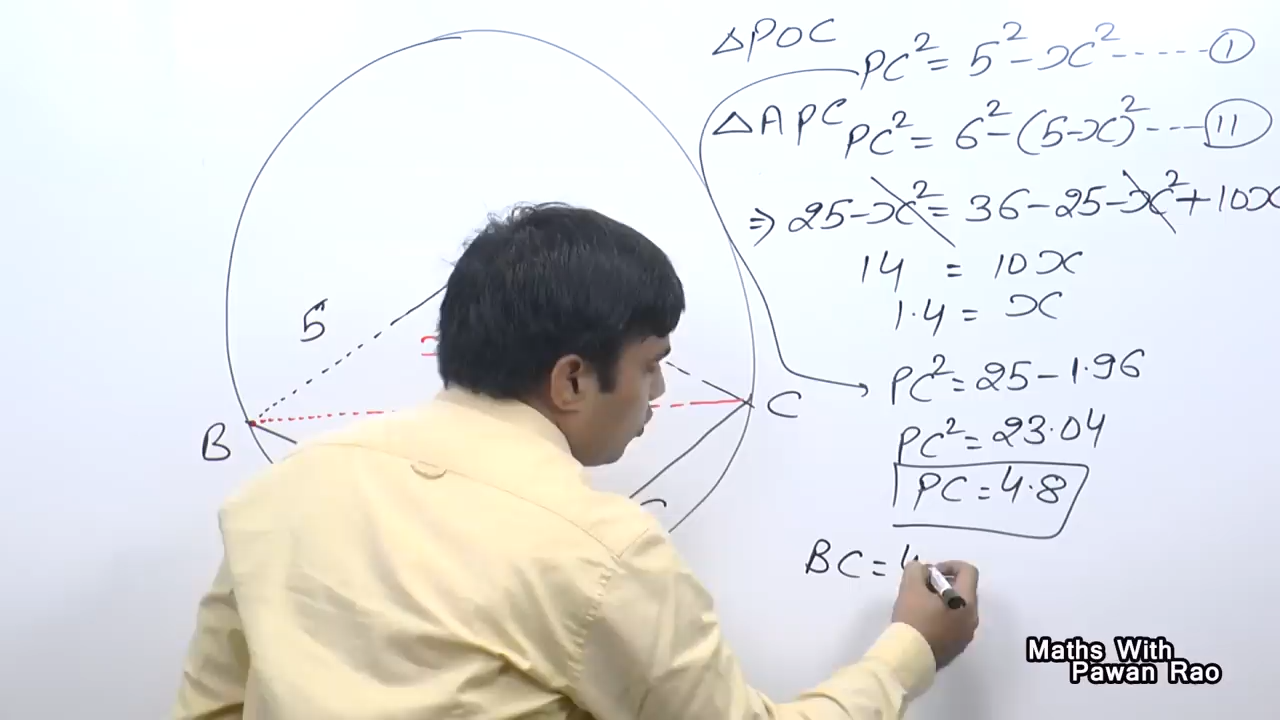 △POC PC² = 5² - x² ------ I
△APC PC² = 6² - (5-x)² ---- II
⇒ 25 - x² = 36 - 25 - x² + 10x
14 = 10x
1.4 = x
PC² = 25 - 1.96
PC² = 23.04
PC = 4.8
BC = 4
5
B
C
Maths With
Pawan Rao